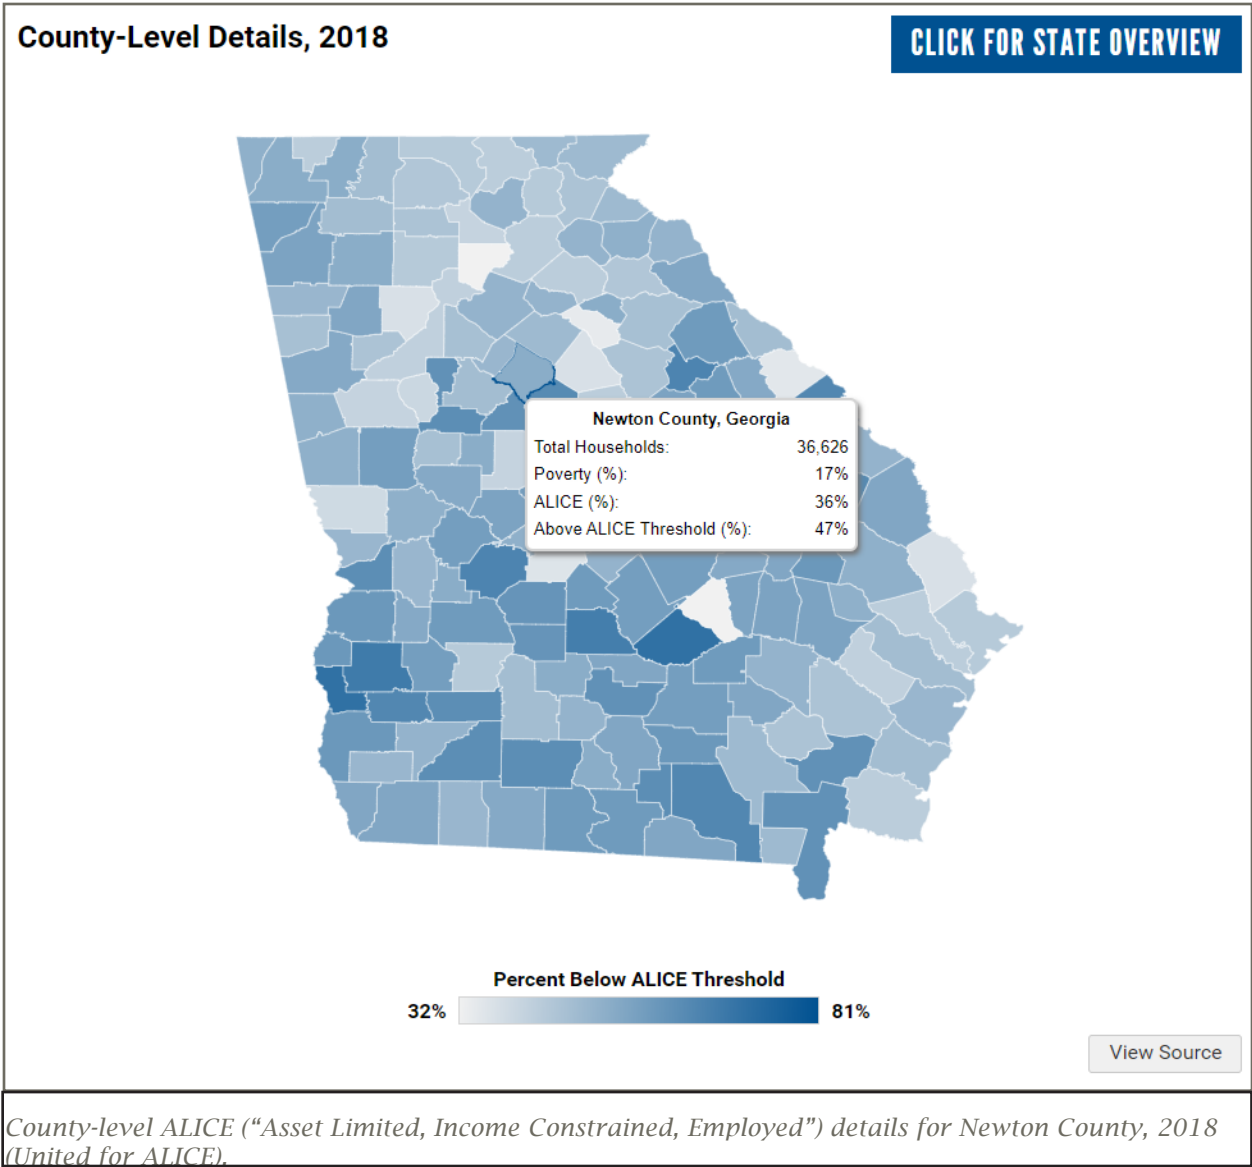 County-Level Details, 2018
CLICK FOR STATE OVERVIEW
Newton County, Georgia
Total Households: 36,626
Poverty (%): 17%
ALICE (%): 36%
Above ALICE Threshold (%): 47%
Percent Below ALICE Threshold
32% 81%
View Source
County-level ALICE (“Asset Limited, Income Constrained, Employed”) details for Newton County, 2018
(United for ALICE).